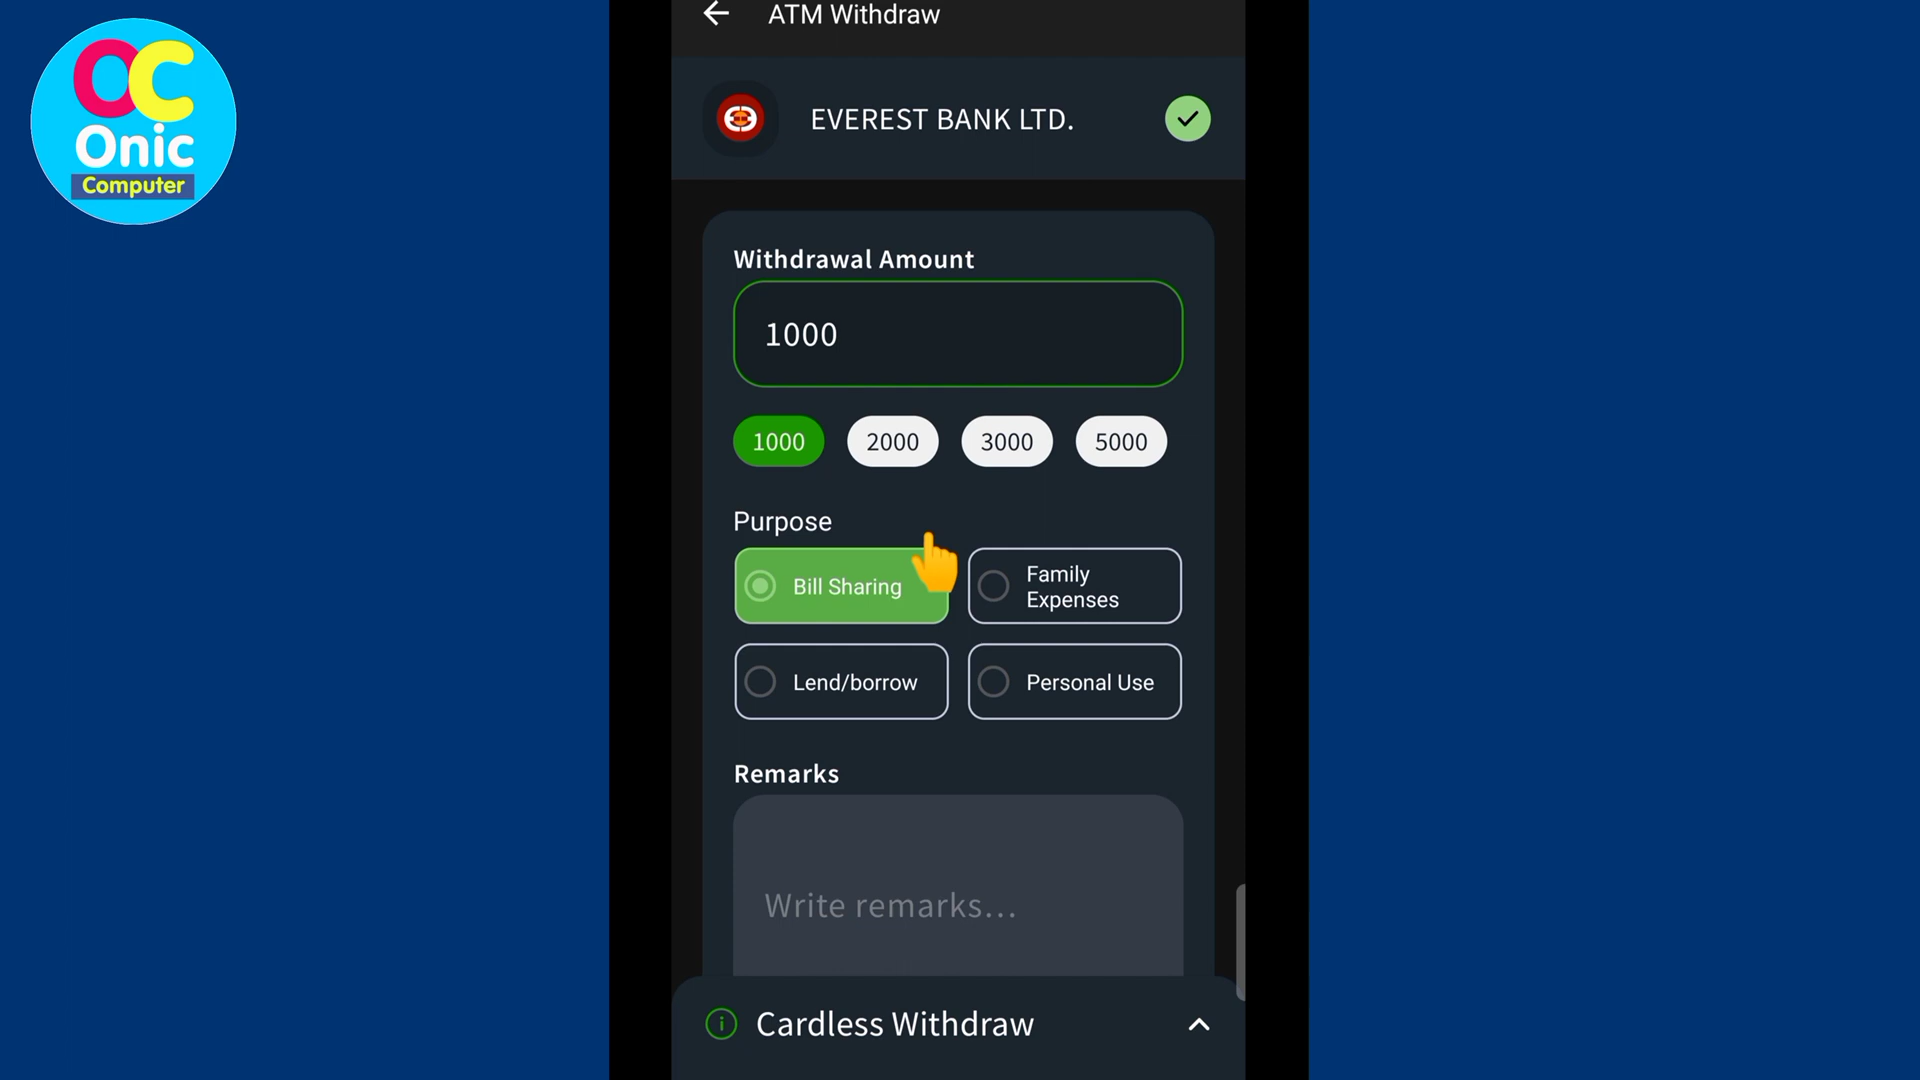 OC
Onic
Computer
ATM Withdraw
EVEREST BANK LTD.
Withdrawal Amount
1000
1000 2000 3000 5000
Purpose
Bill Sharing
Family
Expenses
Lend/borrow
Personal Use
Remarks
Write remarks...
Cardless Withdraw